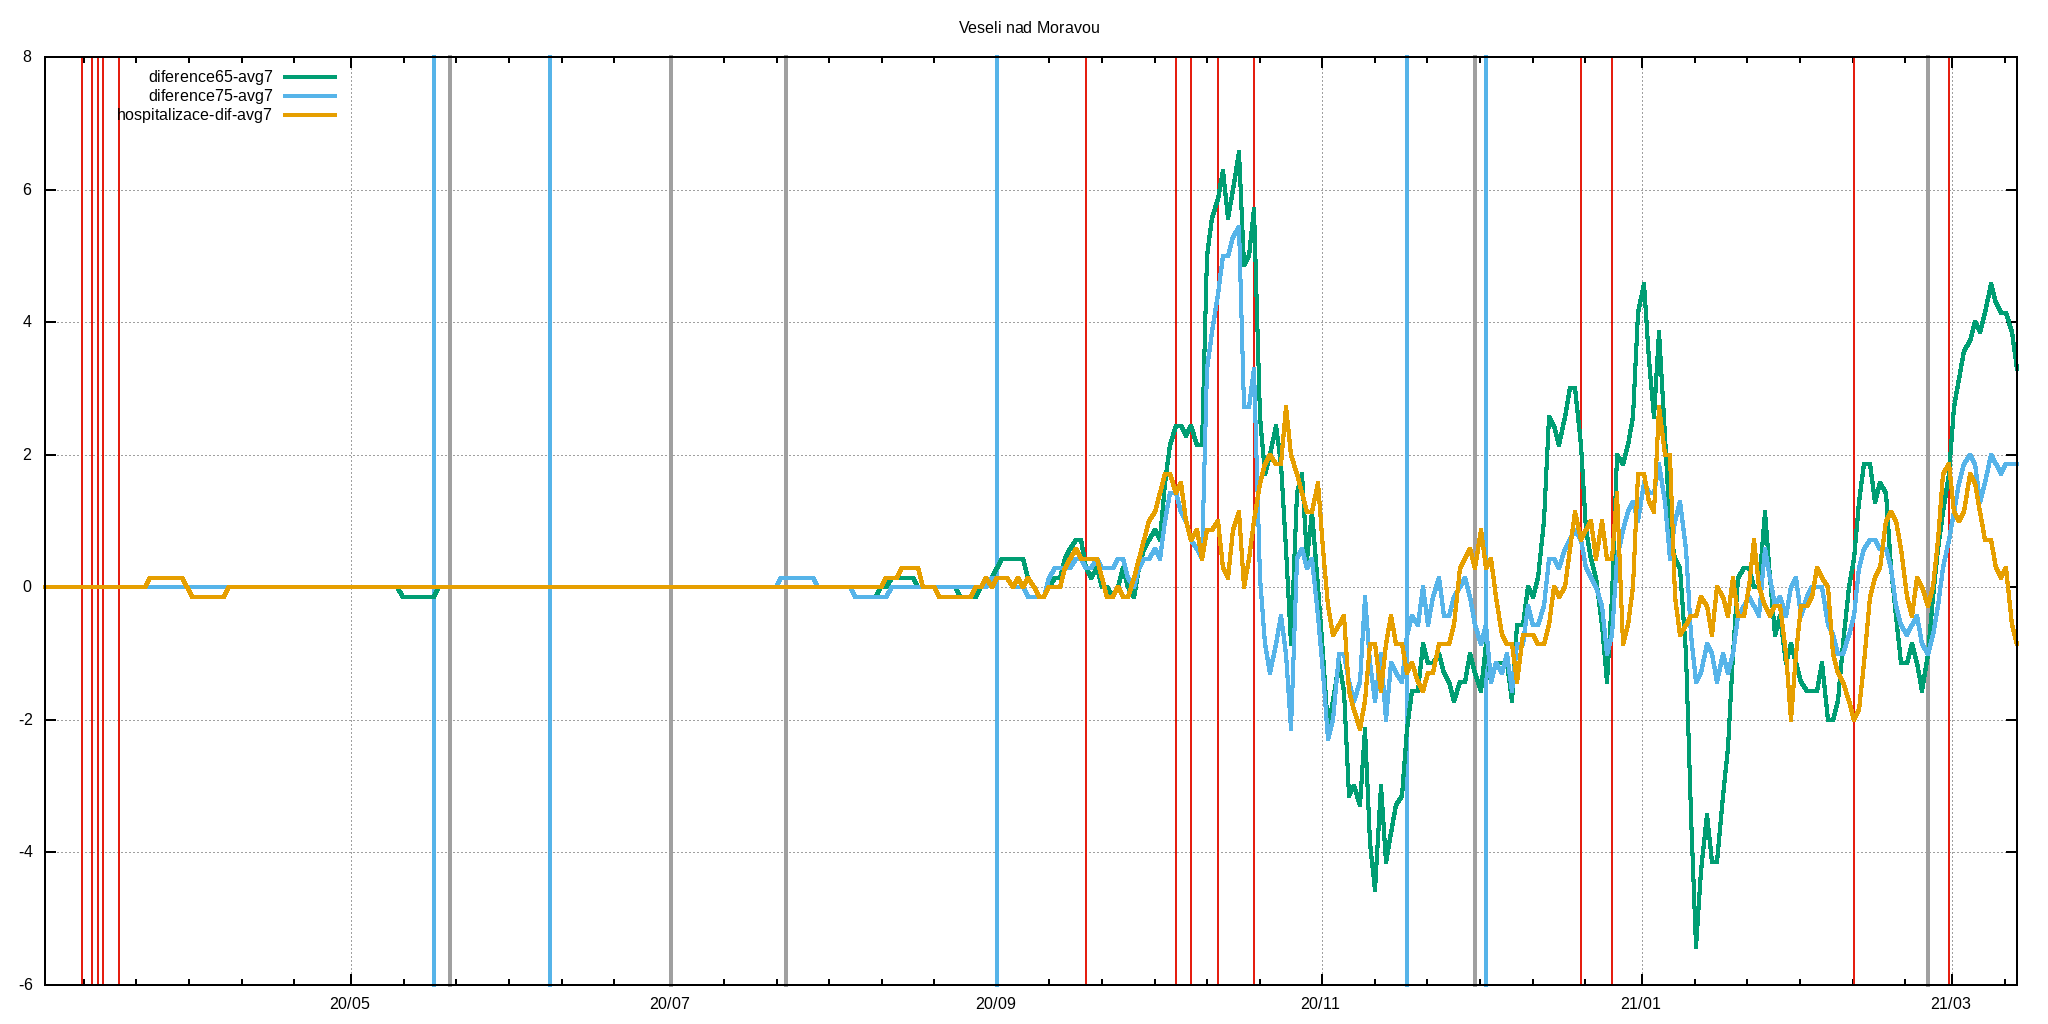 Veseli nad Moravou
8
diference65-avg7
diference75-avg7
hospitalizace-dif-avg7
6
4
2
0
-2
-4
-6
20/05 20/07 20/09 20/11 21/01 21/03